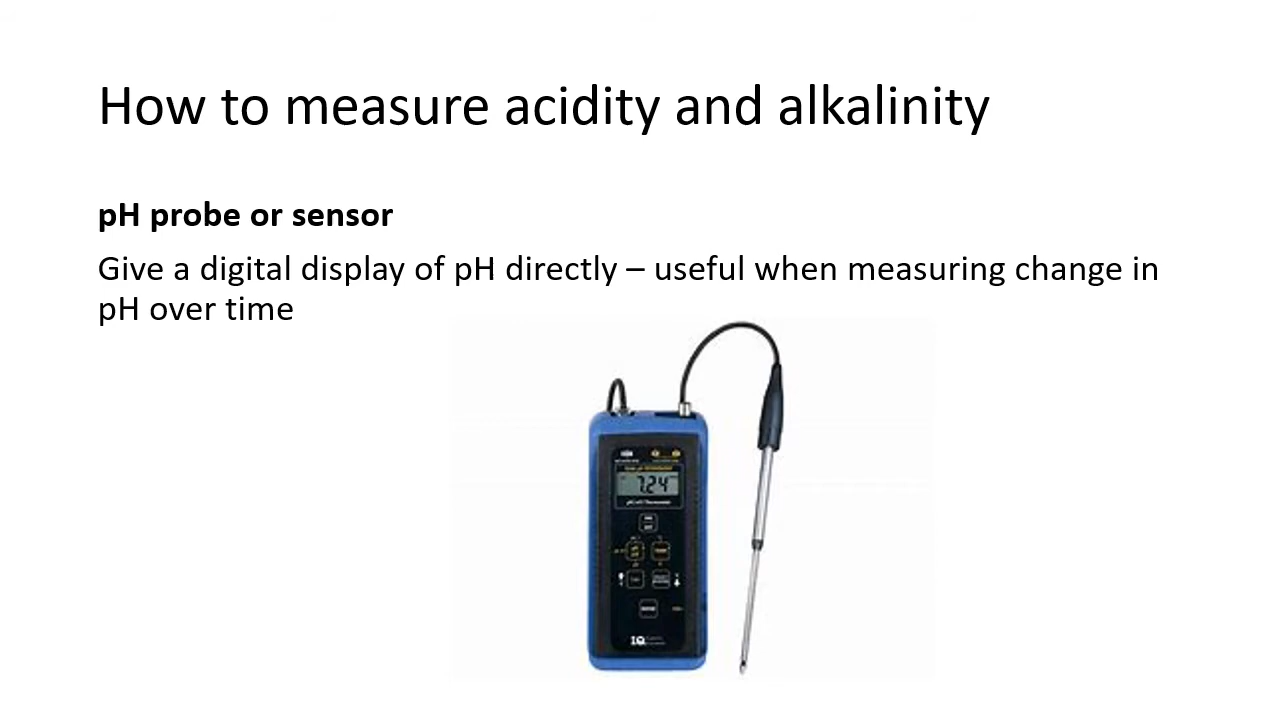 How to measure acidity and alkalinity
pH probe or sensor
Give a digital display of pH directly – useful when measuring change in
pH over time
7.24
IQ